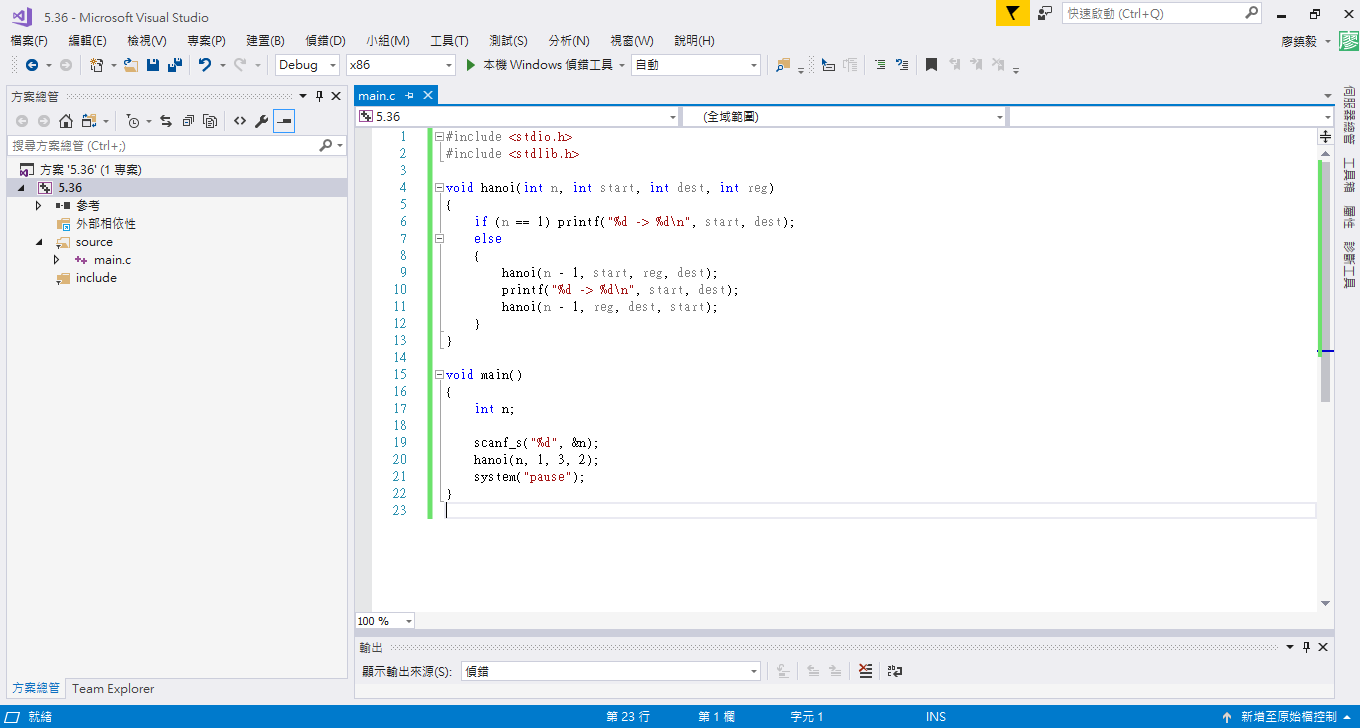 5.36 - Microsoft Visual Studio
快速啟動 (Ctrl+Q)
檔案(F) 編輯(E) 檢視(V) 專案(P) 建置(B) 偵錯(D) 小組(M) 工具(T) 測試(S) 分析(N) 視窗(W) 說明(H)
廖鎮毅 廖
Debug x86 本機 Windows 偵錯工具 自動
方案總管
搜尋方案總管 (Ctrl+;)
方案 '5.36' (1 專案)
5.36
參考
外部相依性
source
main.c
include
方案總管 Team Explorer
main.c
5.36 (全域範圍)
1 #include <stdio.h>
2 #include <stdlib.h>
3
4 void hanoi(int n, int start, int dest, int reg)
5 {
6 if (n == 1) printf("%d -> %d\n", start, dest);
7 else
8 {
9 hanoi(n - 1, start, reg, dest);
10 printf("%d -> %d\n", start, dest);
11 hanoi(n - 1, reg, dest, start);
12 }
13 }
14
15 void main()
16 {
17 int n;
18
19 scanf_s("%d", &n);
20 hanoi(n, 1, 3, 2);
21 system("pause");
22 }
23
100 %
輸出
顯示輸出來源(S): 偵錯
伺服器總管
工具箱
屬性
診斷工具
就緒 第 23 行 第 1 欄 字元 1 INS 新增至原始檔控制